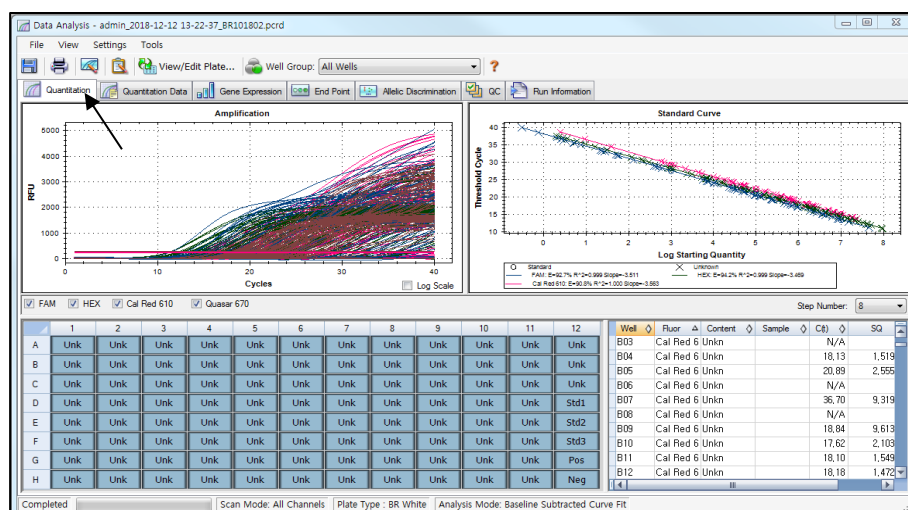 Data Analysis - admin_2018-12-12 13-22-37_BR101802.pcrd
File View Settings Tools
View/Edit Plate... Well Group: All Wells ?
Quantitation Quantitation Data Gene Expression End Point Allelic Discrimination QC Run Information
Amplification
5000
4000
3000
2000
1000
0
RFU
0 10 20 30 40
Cycles
Log Scale
Standard Curve
40
35
30
25
20
15
10
Threshold Cycle
0 1 2 3 4 5 6 7 8
Log Starting Quantity
Standard Unknown
FAM: E=92.7% R^2=0.999 Slope=-3.511 HEX: E=94.2% R^2=0.999 Slope=-3.469
Cal Red 610: E=90.8% R^2=1.000 Slope=-3.563
FAM HEX Cal Red 610 Quasar 670
Step Number: 8
1 2 3 4 5 6 7 8 9 10 11 12
A Unk Unk Unk Unk Unk Unk Unk Unk Unk Unk Unk Unk
B Unk Unk Unk Unk Unk Unk Unk Unk Unk Unk Unk Unk
C Unk Unk Unk Unk Unk Unk Unk Unk Unk Unk Unk Unk
D Unk Unk Unk Unk Unk Unk Unk Unk Unk Unk Unk Std1
E Unk Unk Unk Unk Unk Unk Unk Unk Unk Unk Unk Std2
F Unk Unk Unk Unk Unk Unk Unk Unk Unk Unk Unk Std3
G Unk Unk Unk Unk Unk Unk Unk Unk Unk Unk Unk Pos
H Unk Unk Unk Unk Unk Unk Unk Unk Unk Unk Unk Neg
Well Fluor Content Sample C(t) SQ
B03 Cal Red 6 Unkn N/A
B04 Cal Red 6 Unkn 18,13 1,519
B05 Cal Red 6 Unkn 20,89 2,555
B06 Cal Red 6 Unkn N/A
B07 Cal Red 6 Unkn 36,70 9,319
B08 Cal Red 6 Unkn N/A
B09 Cal Red 6 Unkn 18,84 9,613
B10 Cal Red 6 Unkn 17,62 2,103
B11 Cal Red 6 Unkn 18,10 1,549
B12 Cal Red 6 Unkn 18,18 1,472
Completed Scan Mode: All Channels Plate Type : BR White Analysis Mode: Baseline Subtracted Curve Fit